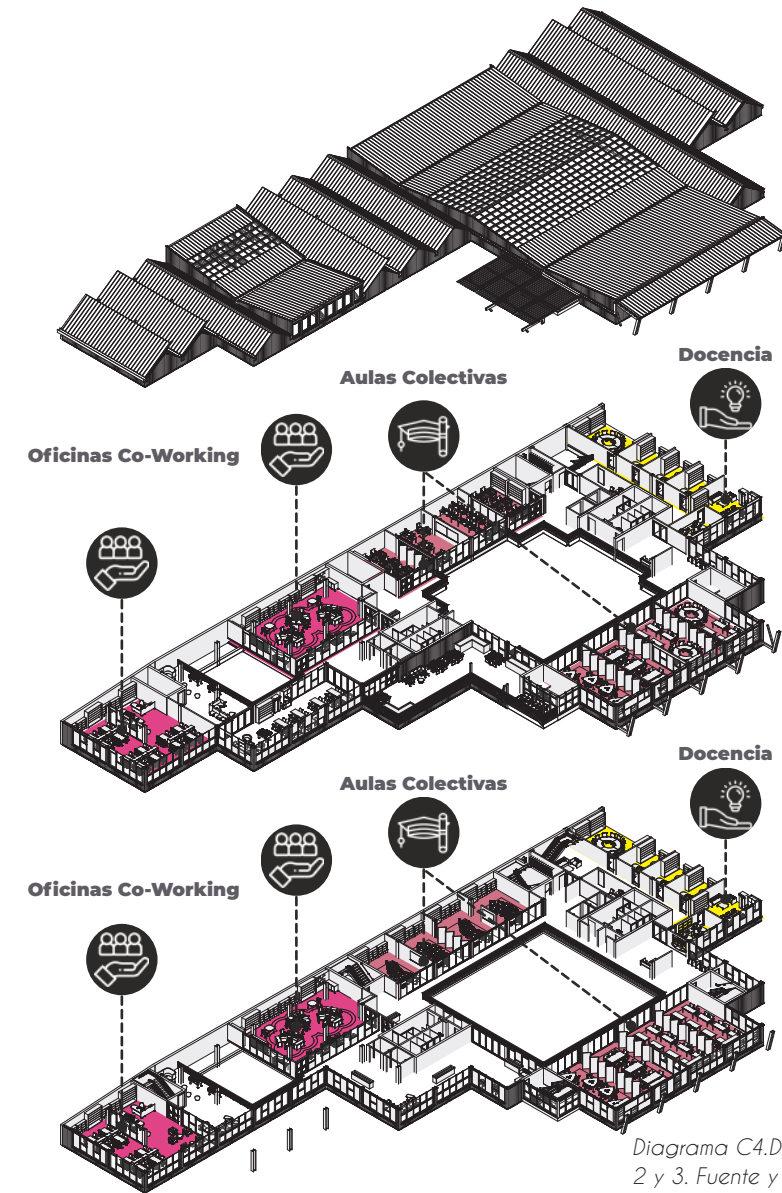 Docencia
Aulas Colectivas
Oficinas Co-Working
Docencia
Aulas Colectivas
Oficinas Co-Working
Diagrama C4.D
2 y 3. Fuente y